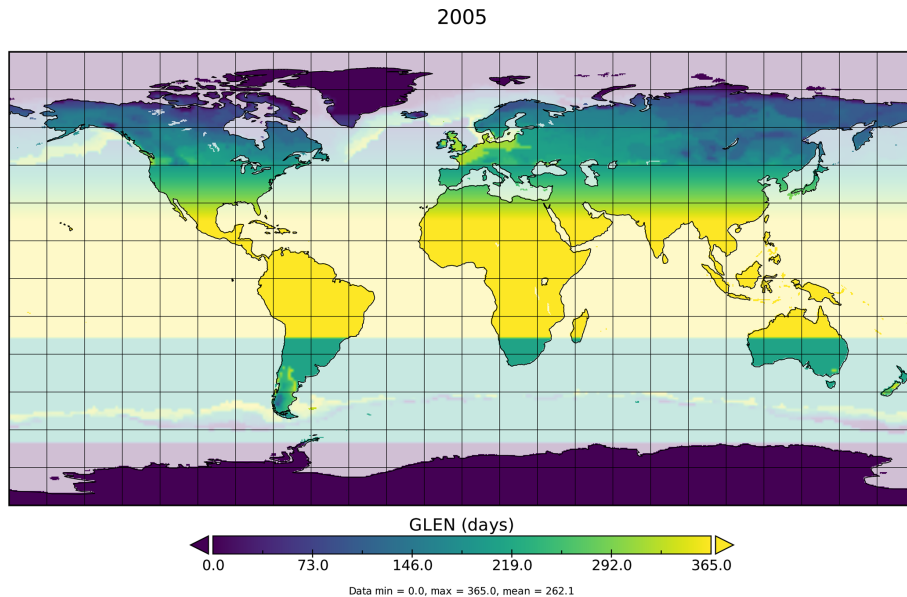 2005
GLEN (days)
0.0 73.0 146.0 219.0 292.0 365.0
Data min = 0.0, max = 365.0, mean = 262.1